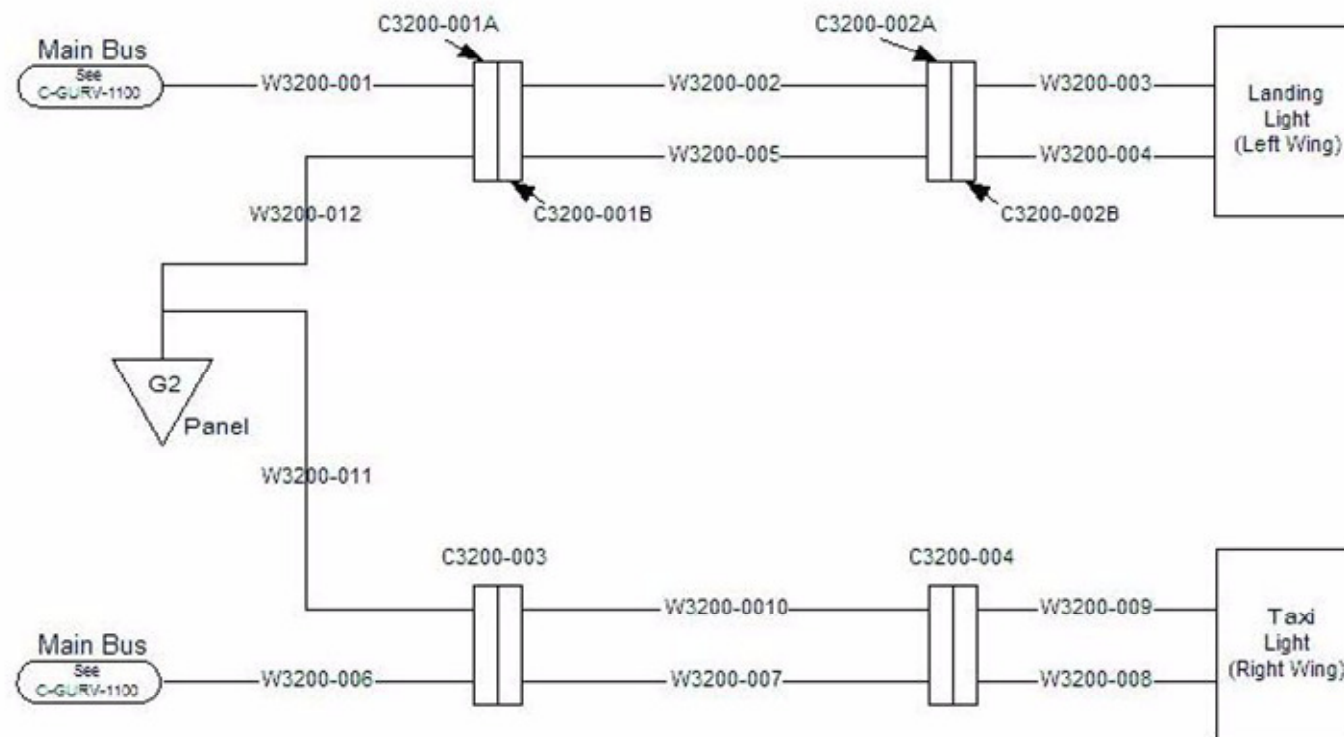 C3200-001A
C3200-002A
Main Bus
See
C-GURV-1100
W3200-001
W3200-002
W3200-003
Landing
Light
(Left Wing)
W3200-005
W3200-004
W3200-012
C3200-001B
C3200-002B
G2
Panel
W3200-011
C3200-003
C3200-004
W3200-0010
W3200-009
Taxi
Light
(Right Wing)
Main Bus
See
C-GURV-1100
W3200-006
W3200-007
W3200-008